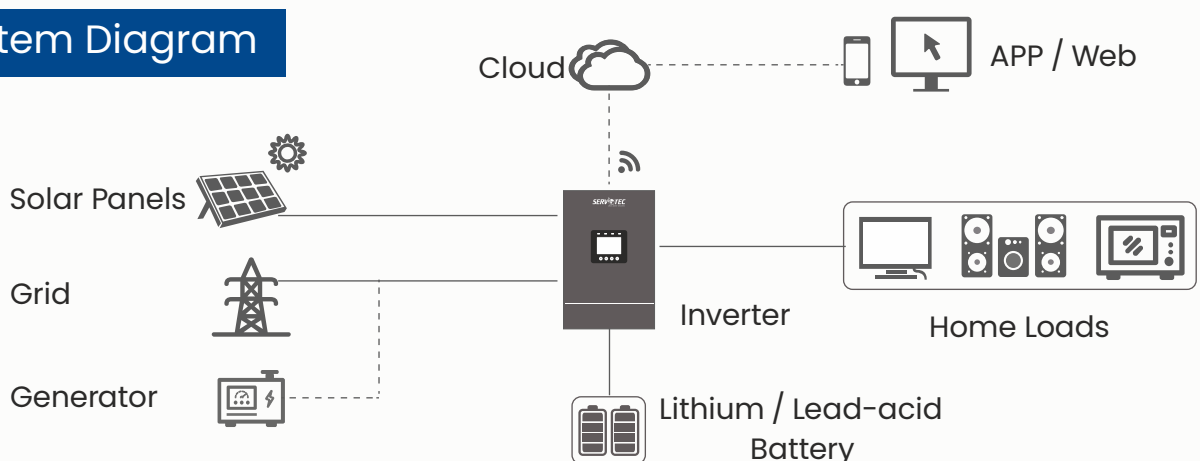 tem Diagram
Cloud
APP / Web
Solar Panels
SERVOTEC
Grid
Inverter
Home Loads
Generator
Lithium / Lead-acid
Battery